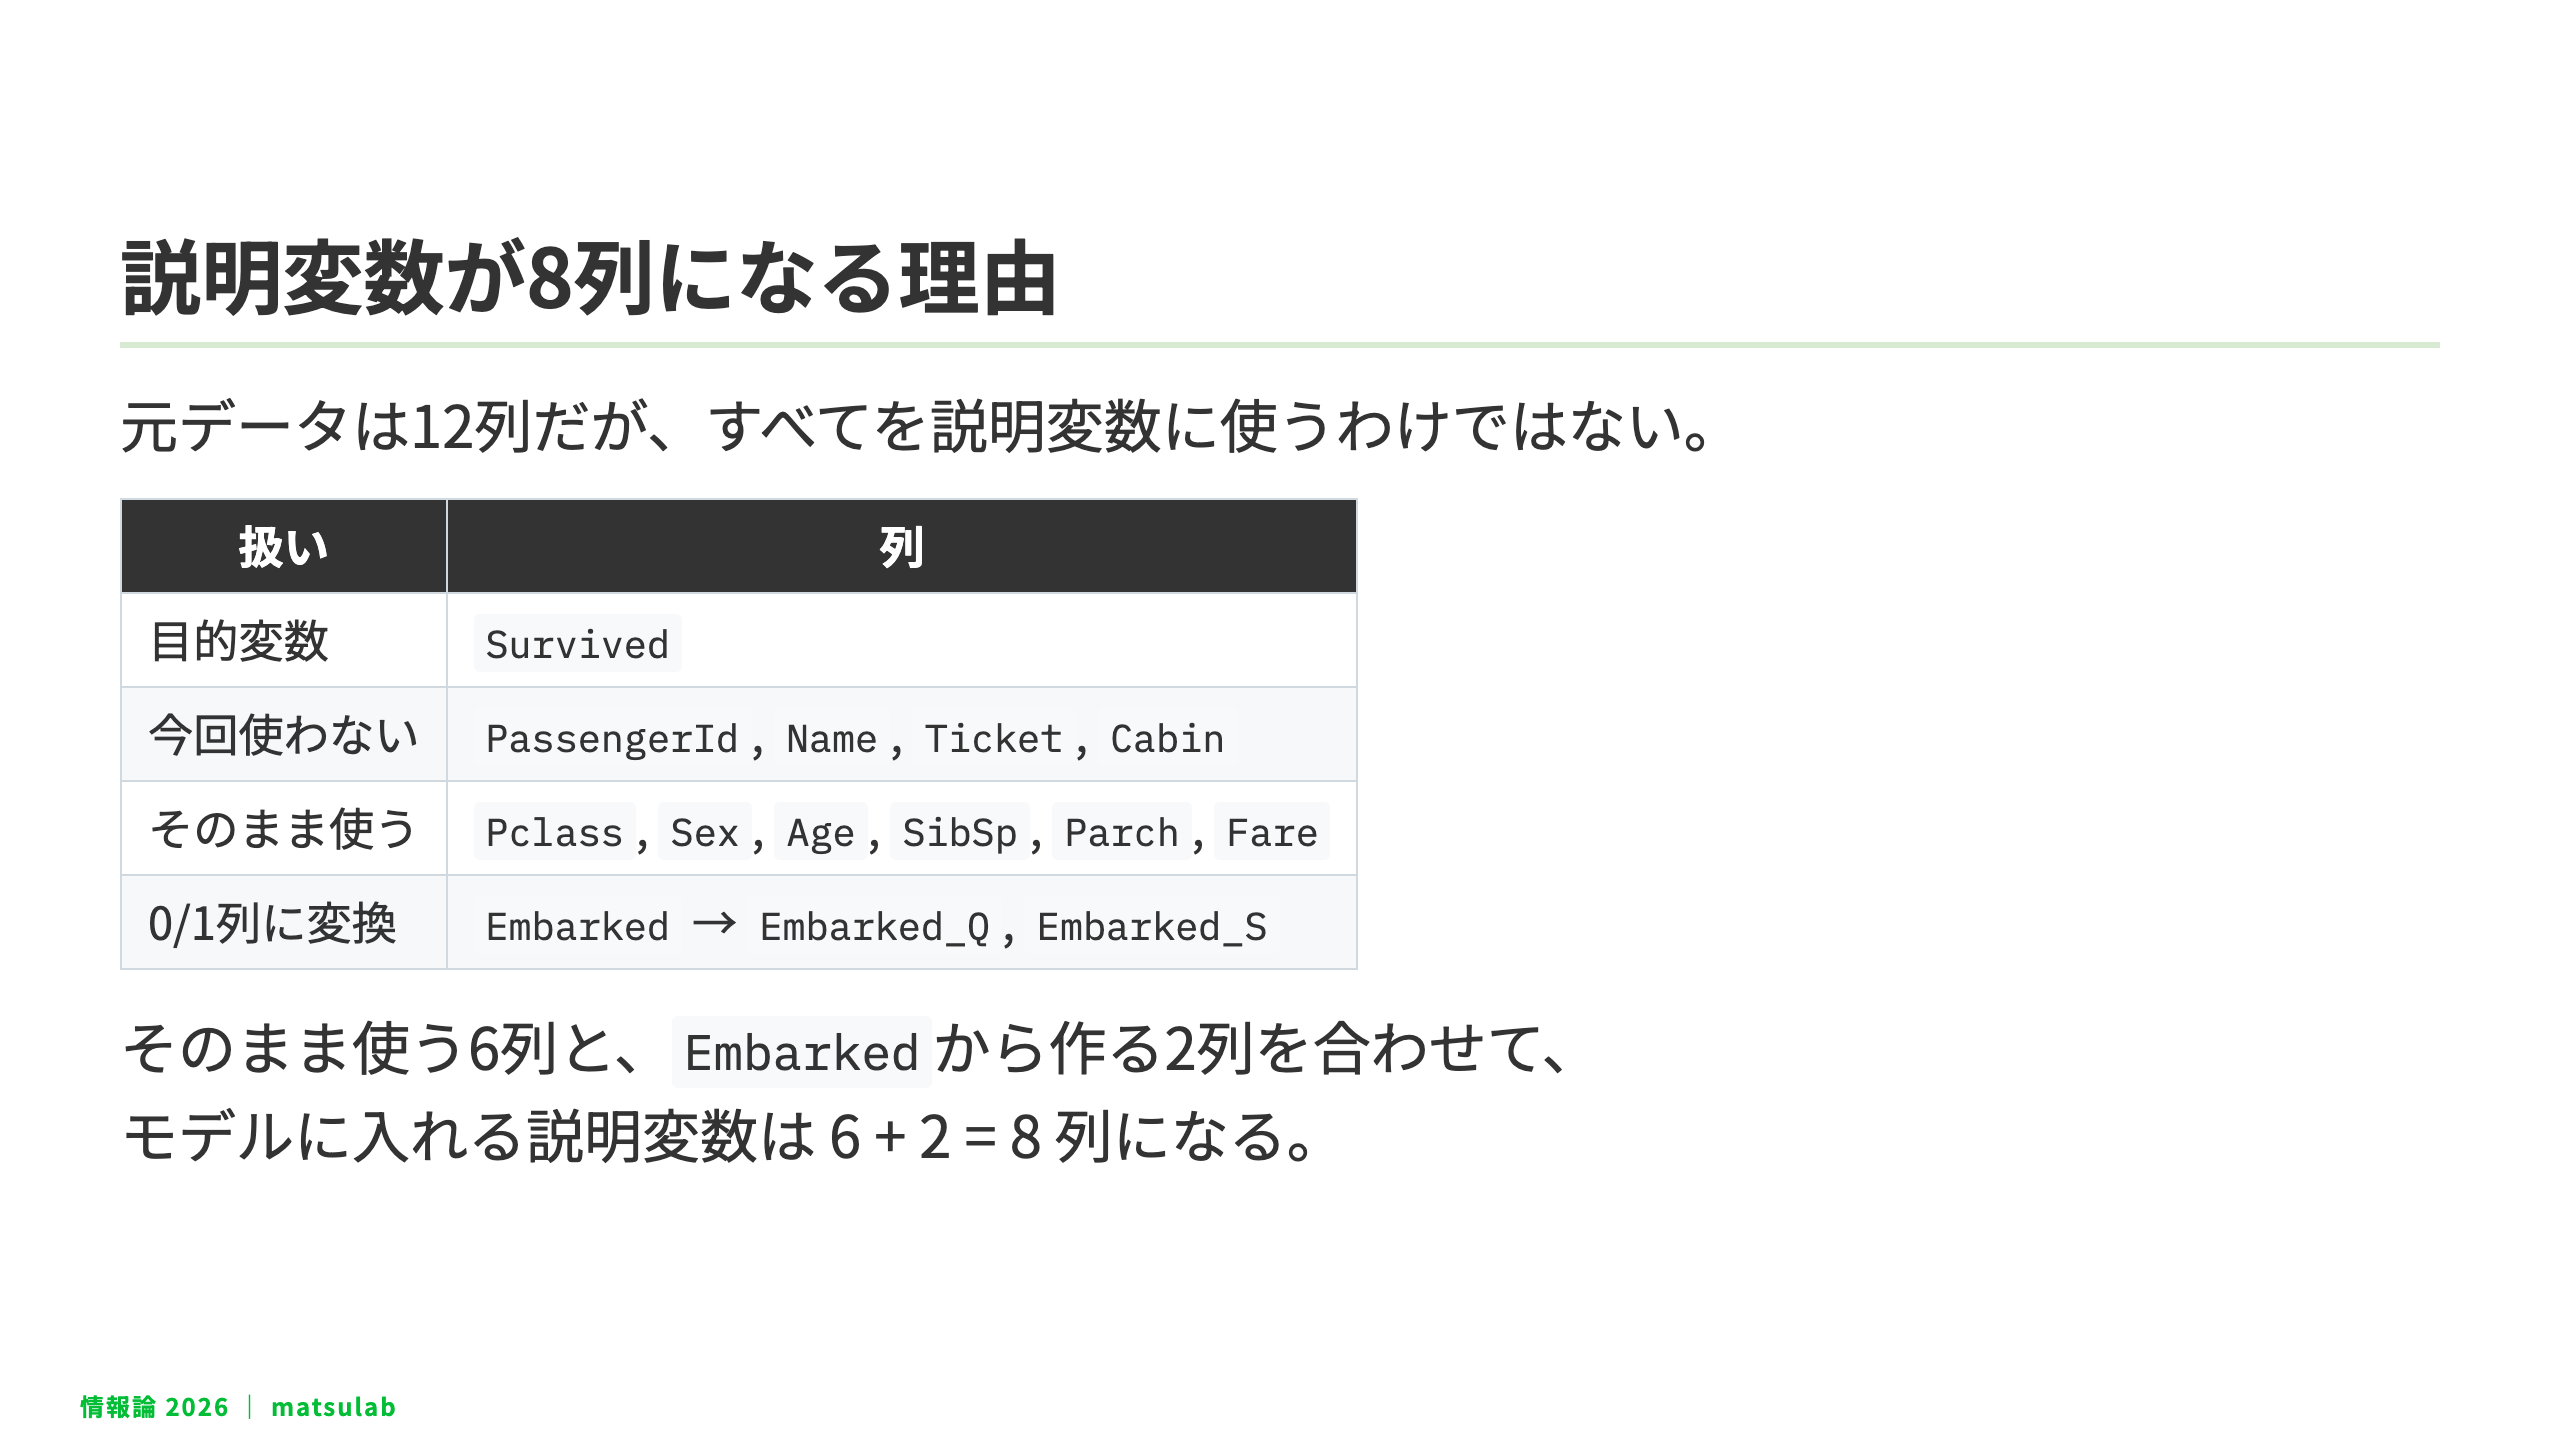 説明変数が8列になる理由
元データは12列だが、すべてを説明変数に使うわけではない。
扱い 列
目的変数 Survived
今回使わない PassengerId, Name, Ticket, Cabin
そのまま使う Pclass, Sex, Age, SibSp, Parch, Fare
0/1列に変換 Embarked → Embarked_Q, Embarked_S
そのまま使う6列と、Embarkedから作る2列を合わせて、
モデルに入れる説明変数は 6 + 2 = 8 列になる。
情報論 2026 | matsulab